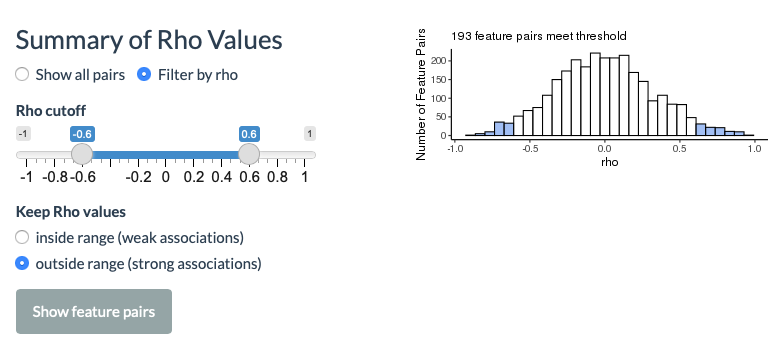 Summary of Rho Values
Show all pairs Filter by rho
Rho cutoff
-1 -0.6 0.6 1
-1 -0.8 -0.6 -0.2 0 0.2 0.4 0.6 0.8 1
Keep Rho values
inside range (weak associations)
outside range (strong associations)
Show feature pairs
193 feature pairs meet threshold
Number of Feature Pairs
200
150
100
50
0
-1.0 -0.5 0.0 0.5 1.0
rho